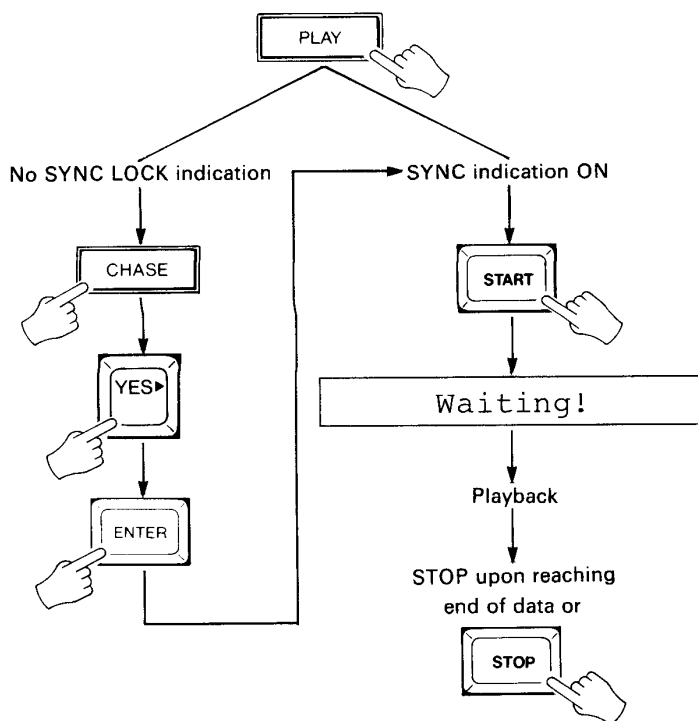 PLAY
No SYNC LOCK indication
SYNC indication ON
CHASE
START
YES▶
Waiting!
ENTER
Playback
STOP upon reaching
end of data or
STOP